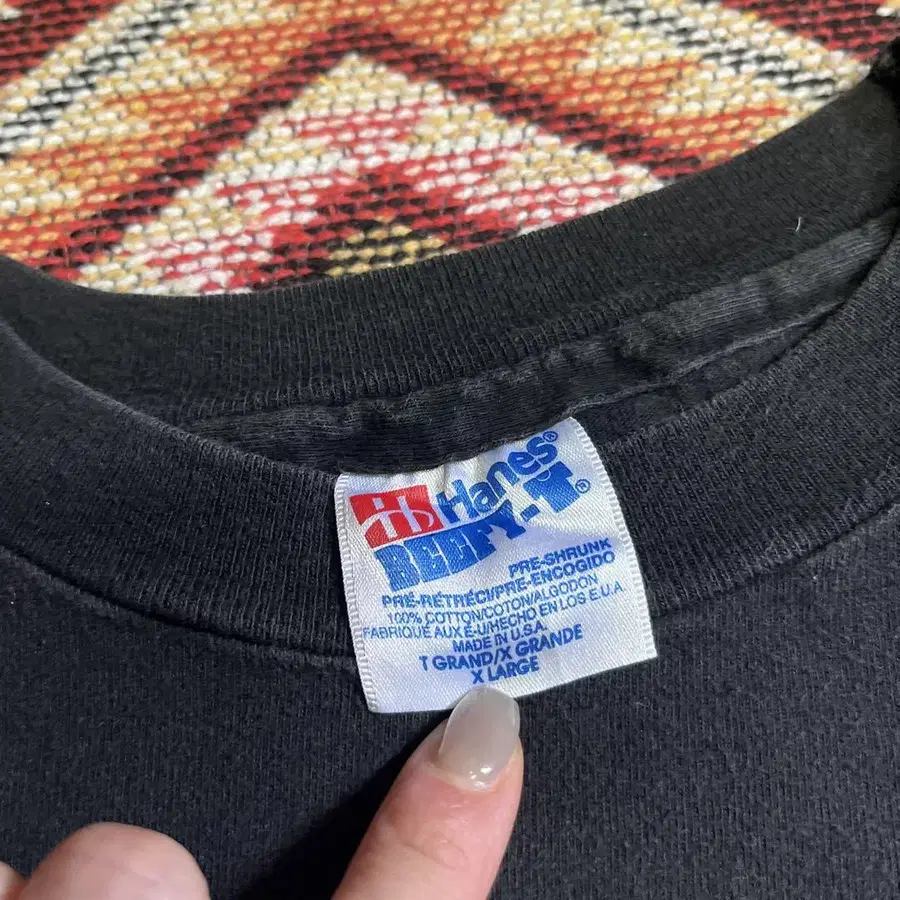 Hanes®
BEEFY-T®
PRE-SHRUNK
PRÉ-RÉTRÉCI/PRE-ENCOGIDO
100% COTTON/COTON/ALGODON
FABRIQUÉ AUX É-U/HECHO EN LOS E.U.A.
MADE IN U.S.A.
T GRAND/X GRANDE
X LARGE